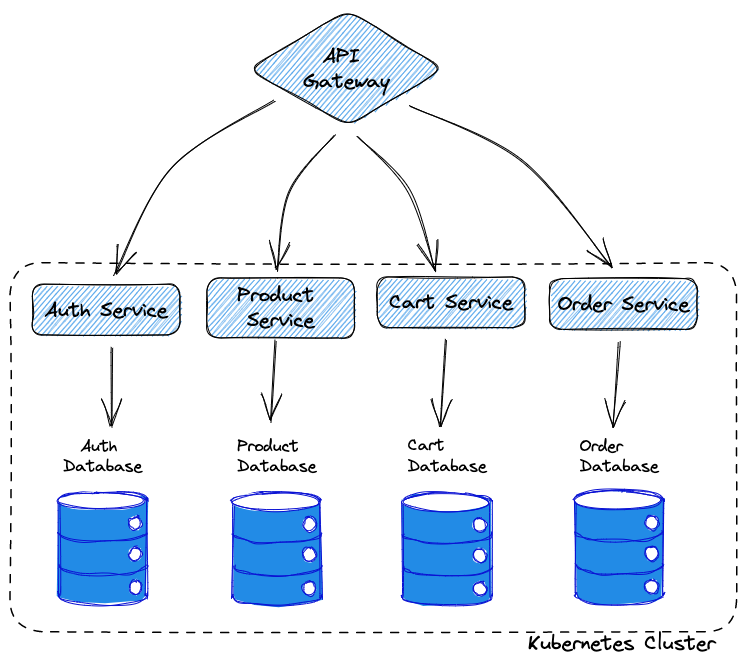 API
Gateway
Auth Service
Product
Service
Cart Service
Order Service
Auth
Database
Product
Database
Cart
Database
Order
Database
Kubernetes Cluster